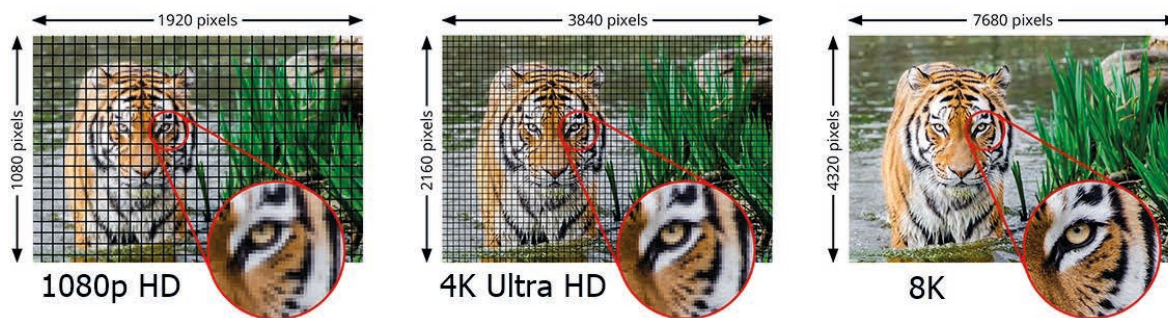 1920 pixels
1080 pixels
1080p HD
3840 pixels
2160 pixels
4K Ultra HD
7680 pixels
4320 pixels
8K